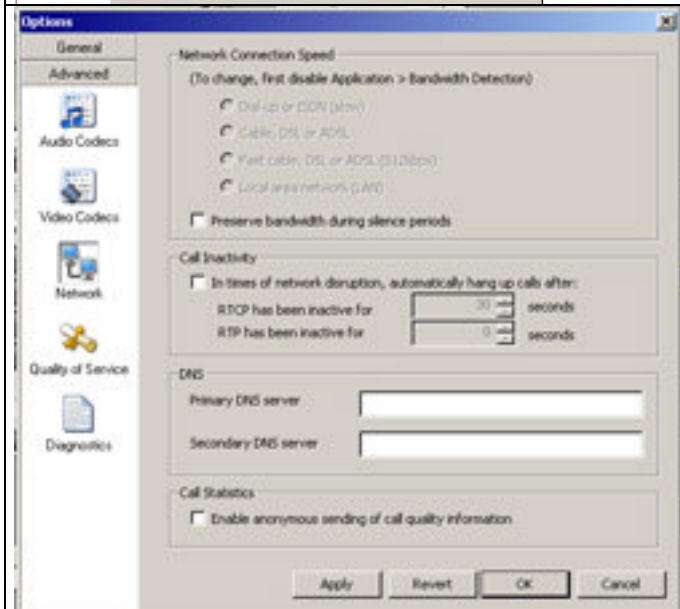 Options
General
Advanced
Audio Codecs
Video Codecs
Network
Quality of Service
Diagnostics
Network Connection Speed
(To change, first disable Application > Bandwidth Detection)
Dial-up or ISDN (slow)
Cable, DSL or ADSL
Fast cable, DSL or ADSL (512kbps)
Local area network (LAN)
Preserve bandwidth during silence periods
Call Inactivity
In times of network disruption, automatically hang up calls after:
RTCP has been inactive for 30 seconds
RTP has been inactive for 0 seconds
DNS
Primary DNS server
Secondary DNS server
Call Statistics
Enable anonymous sending of call quality information
Apply Revert OK Cancel